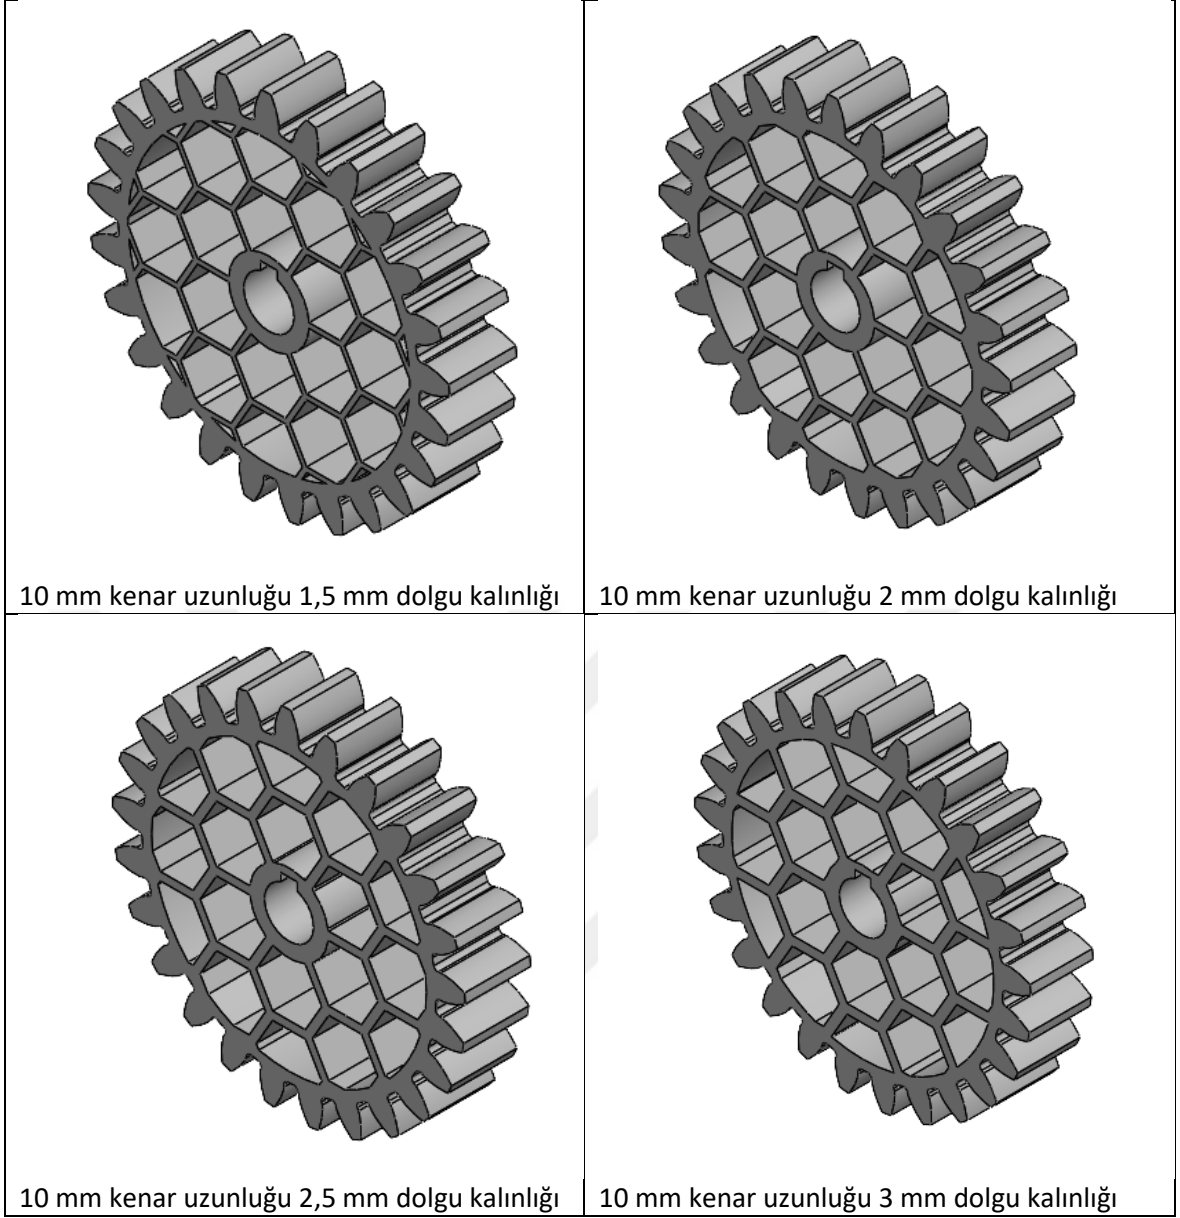 10 mm kenar uzunluğu 1,5 mm dolgu kalınlığı
10 mm kenar uzunluğu 2 mm dolgu kalınlığı
10 mm kenar uzunluğu 2,5 mm dolgu kalınlığı
10 mm kenar uzunluğu 3 mm dolgu kalınlığı